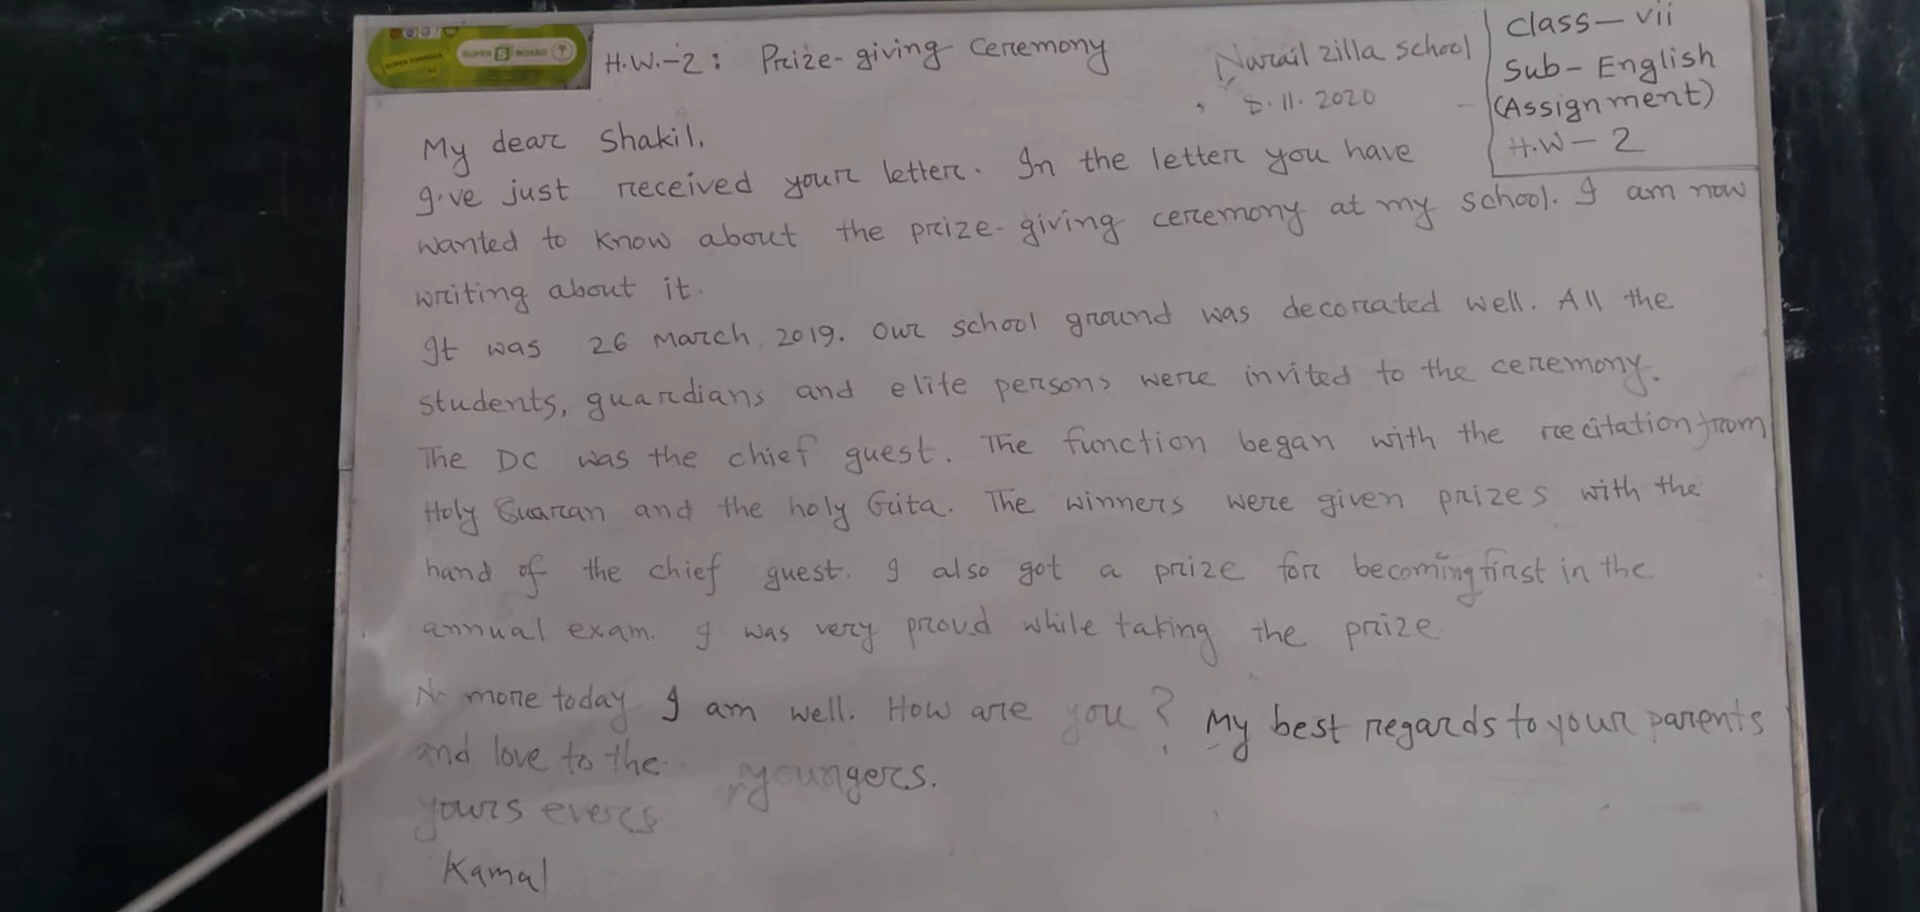 SUPER S BOARD
H.W.-2: Prize-giving Ceremony
Narail zilla school
8.11.2020
Class- vii
Sub- English
(Assignment)
H.W- 2
My dear Shakil,
I've just received your letter. In the letter you have
wanted to know about the prize-giving ceremony at my school. I am now
writing about it.
It was 26 March 2019. Our school ground was decorated well. All the
students, guardians and elite persons were invited to the ceremony.
The DC was the chief guest. The function began with the recitation from
Holy Quaran and the holy Gita. The winners were given prizes with the
hand of the chief guest. I also got a prize for becoming first in the
annual exam. I was very proud while taking the prize.
No more today I am well. How are you? My best regards to your parents
and love to the youngers.
yours evers
Kamal